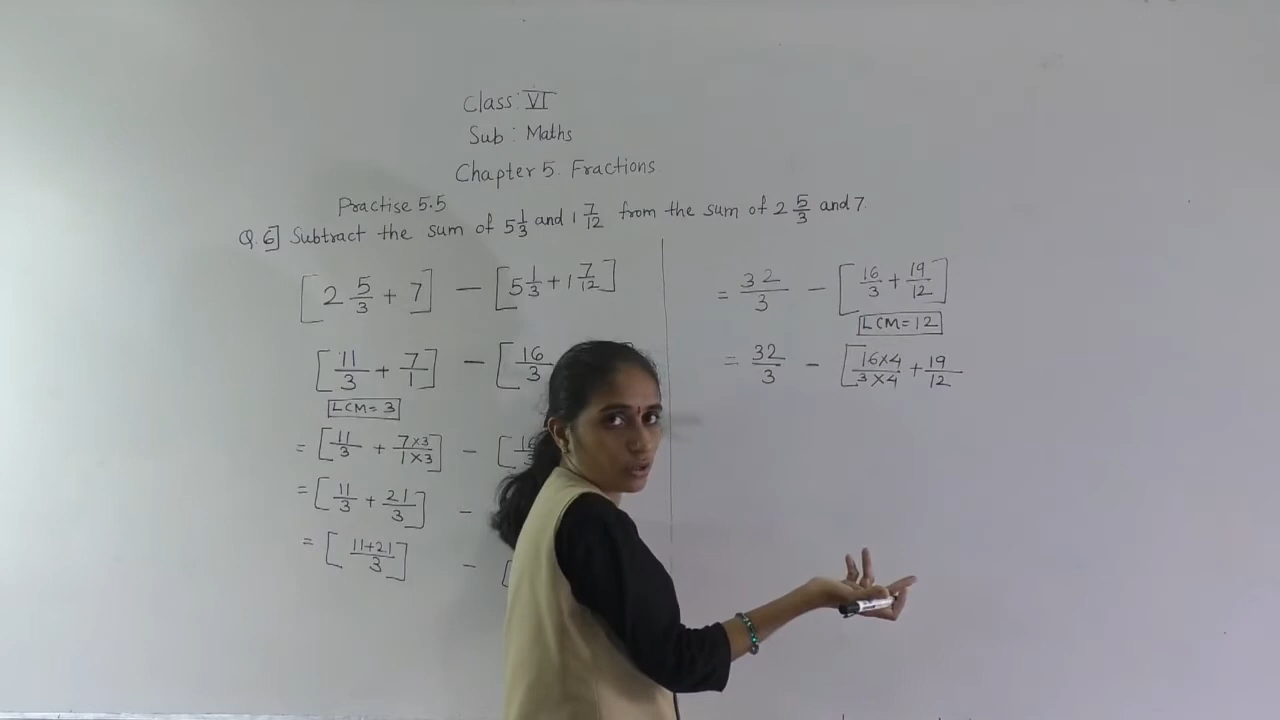 Class: VI
Sub : Maths
Chapter 5. Fractions
Practise 5.5
Q.6] Subtract the sum of 5 1/3 and 1 7/12 from the sum of 2 5/3 and 7.
[2 5/3 + 7] - [5 1/3 + 1 7/12]
[11/3 + 7/1] - [16/3
LCM = 3
= [11/3 + 7×3/1×3] - [16/3
= [11/3 + 21/3] -
= [11+21/3] - [
= 32/3 - [16/3 + 19/12]
LCM = 12
= 32/3 - [16×4/3×4 + 19/12